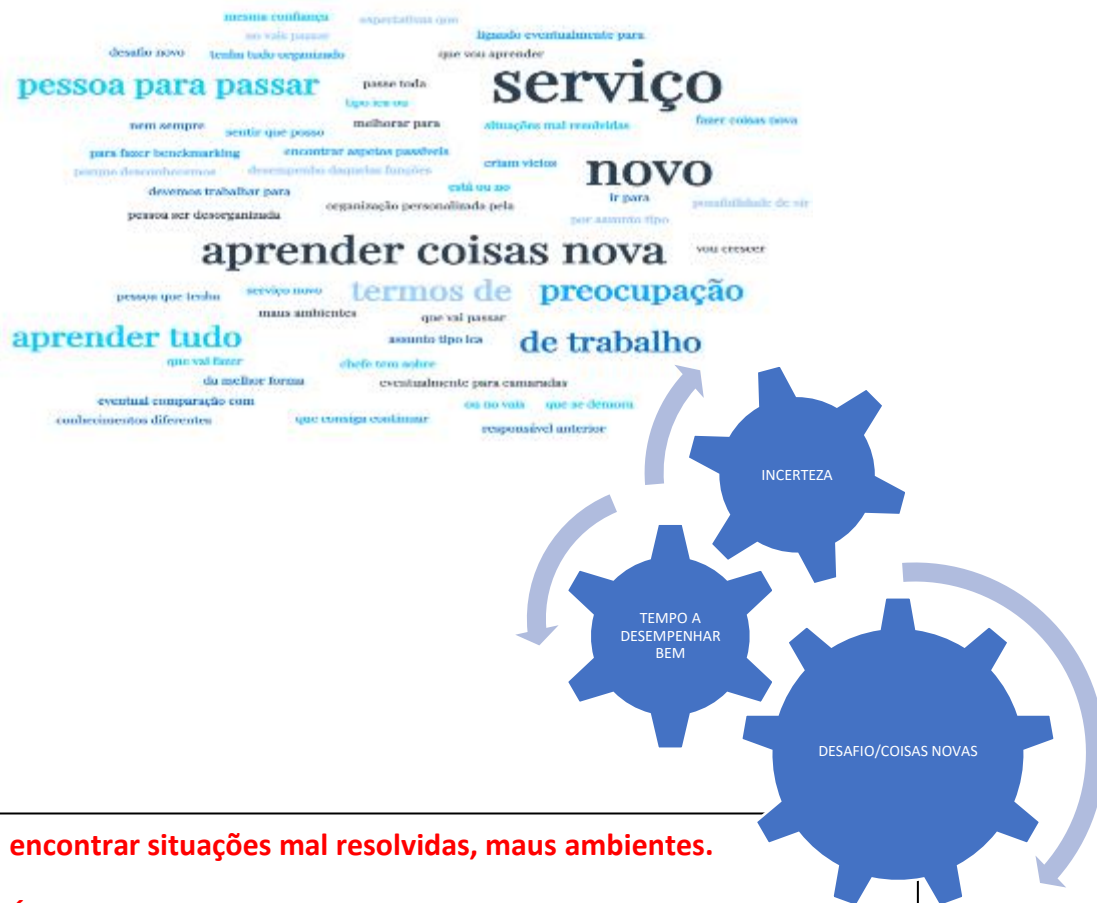 mesma confiança expectativas que
no vais passar ligando eventualmente para
desafio novo tenha tudo organizado que vou aprender
pessoa para passar passe toda serviço
tipo ica ou
nem sempre sentir que posso melhorar para situações mal resolvidas fazer coisas nova
para fazer benckmarking encontrar aspetos passíveis criam vícios novo
porque desconhecemos desempenho daquelas funções está ou no
devemos trabalhar para ir para possibilidade de vir
pessoa ser desorganizada organização personalizada pela por assunto tipo
aprender coisas nova vou crescer
pessoa que tenha serviço novo termos de preocupação
maus ambientes que vai passar
aprender tudo assunto tipo ica de trabalho
que vai fazer chefe tem sobre
da melhor forma eventualmente para camaradas
eventual comparação com ou no vais que se demora
conhecimentos diferentes que consiga continuar responsável anterior
INCERTEZA
TEMPO A
DESEMPENHAR
BEM
DESAFIO/COISAS NOVAS
encontrar situações mal resolvidas, maus ambientes.